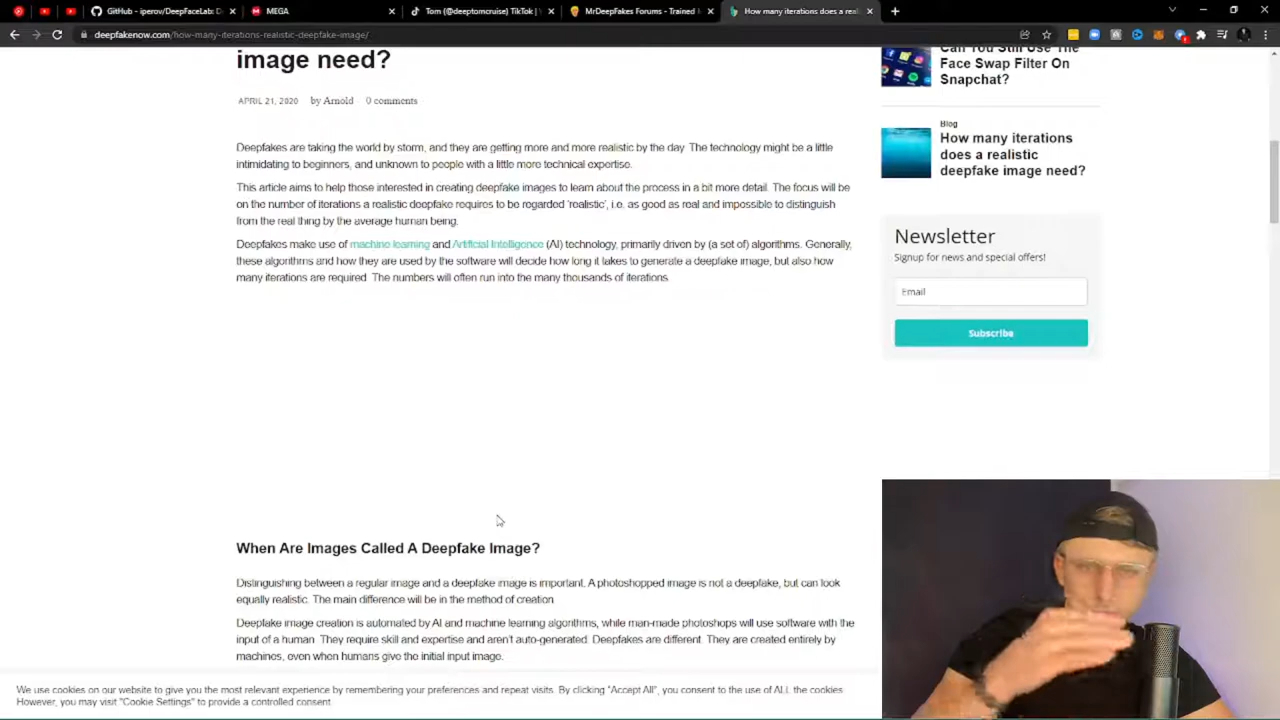 GitHub - iperov/DeepFaceLab: D
MEGA
Tom (@deeptomcruise) TikTok | W
MrDeepFakes Forums - Trained
How many iterations does a real
deepfakenow.com/how-many-iterations-realistic-deepfake-image/
image need?
APRIL 21, 2020 by Arnold 0 comments
Deepfakes are taking the world by storm, and they are getting more and more realistic by the day. The technology might be a little
intimidating to beginners, and unknown to people with a little more technical expertise.
This article aims to help those interested in creating deepfake images to learn about the process in a bit more detail. The focus will be
on the number of iterations a realistic deepfake requires to be regarded 'realistic', i.e. as good as real and impossible to distinguish
from the real thing by the average human being.
Deepfakes make use of machine learning and Artificial Intelligence (AI) technology, primarily driven by (a set of) algorithms. Generally,
these algorithms and how they are used by the software will decide how long it takes to generate a deepfake image, but also how
many iterations are required. The numbers will often run into the many thousands of iterations.
When Are Images Called A Deepfake Image?
Distinguishing between a regular image and a deepfake image is important. A photoshopped image is not a deepfake, but can look
equally realistic. The main difference will be in the method of creation
Deepfake image creation is automated by AI and machine learning algorithms, while man-made photoshops will use software with the
input of a human. They require skill and expertise and aren't auto-generated. Deepfakes are different. They are created entirely by
machines, even when humans give the initial input image.
Can You Still Use The
Face Swap Filter On
Snapchat?
Blog
How many iterations
does a realistic
deepfake image need?
Newsletter
Signup for news and special offers!
Email
Subscribe
We use cookies on our website to give you the most relevant experience by remembering your preferences and repeat visits. By clicking "Accept All", you consent to the use of ALL the cookies
However, you may visit "Cookie Settings" to provide a controlled consent